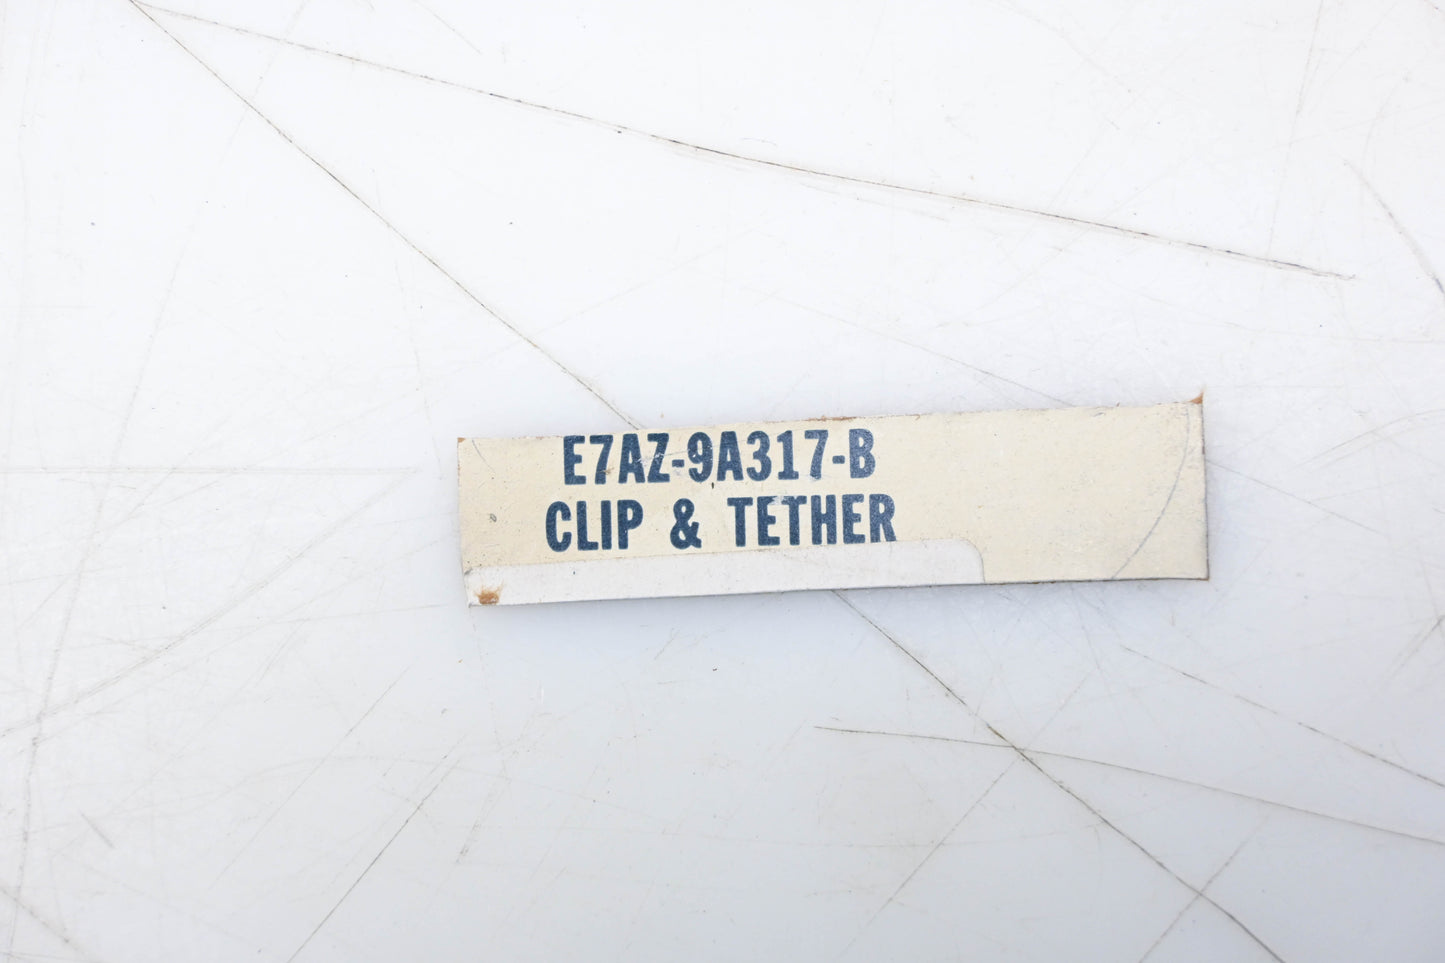 E7AZ-9A317-B
CLIP & TETHER